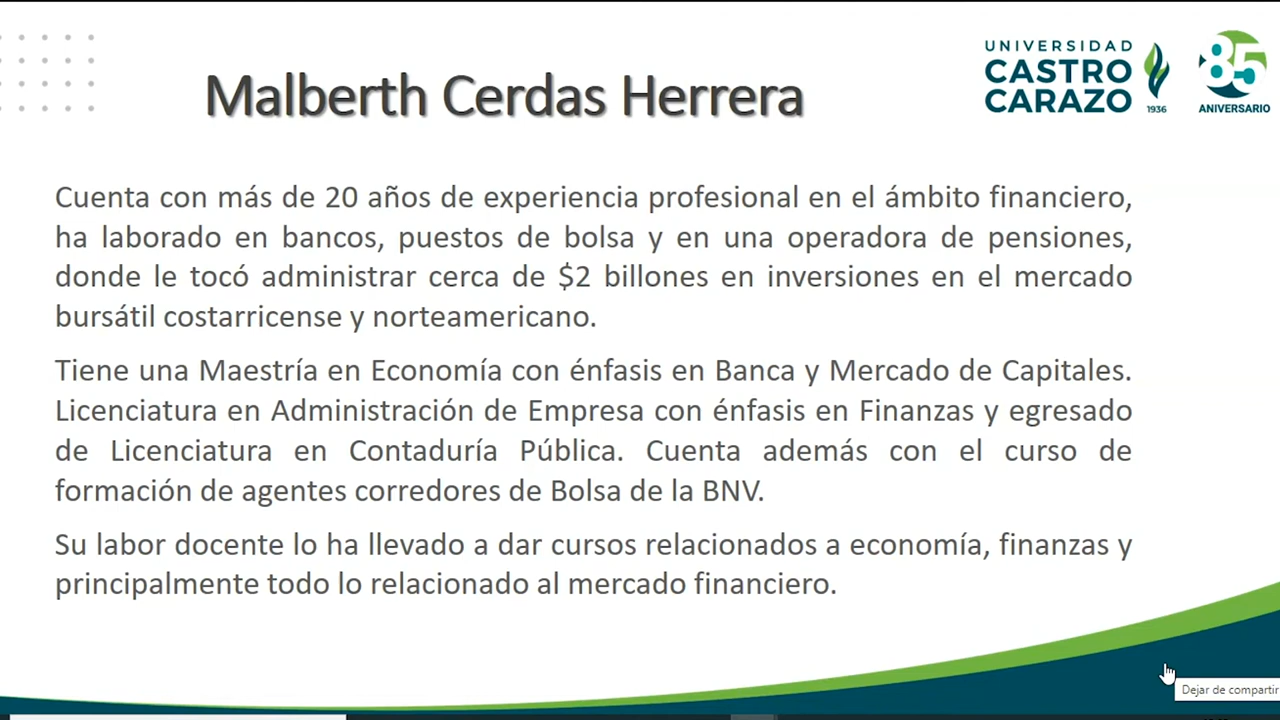 UNIVERSIDAD
CASTRO
CARAZO
1936
85
ANIVERSARIO
Malberth Cerdas Herrera
Cuenta con más de 20 años de experiencia profesional en el ámbito financiero,
ha laborado en bancos, puestos de bolsa y en una operadora de pensiones,
donde le tocó administrar cerca de $2 billones en inversiones en el mercado
bursátil costarricense y norteamericano.
Tiene una Maestría en Economía con énfasis en Banca y Mercado de Capitales.
Licenciatura en Administración de Empresa con énfasis en Finanzas y egresado
de Licenciatura en Contaduría Pública. Cuenta además con el curso de
formación de agentes corredores de Bolsa de la BNV.
Su labor docente lo ha llevado a dar cursos relacionados a economía, finanzas y
principalmente todo lo relacionado al mercado financiero.
Dejar de compartir